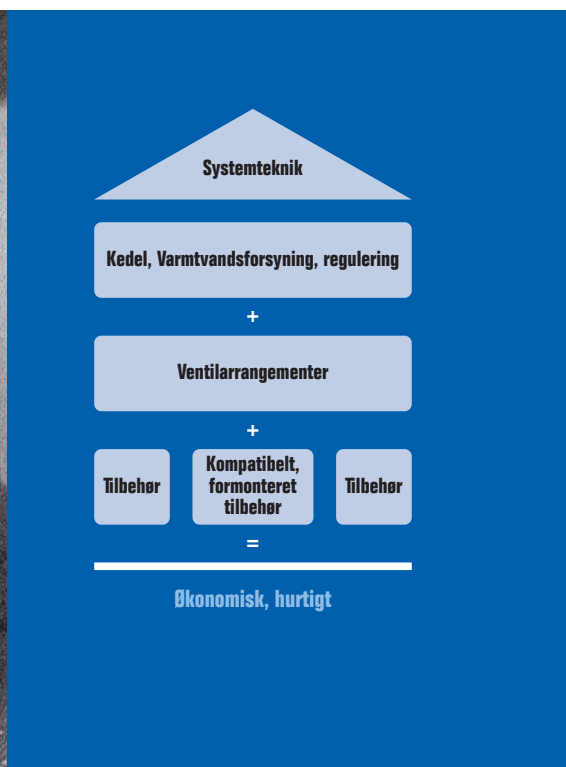 Systemteknik
Kedel, Varmtvandsforsyning, regulering
+
Ventilarrangementer
+
Tilbehør
Kompatibelt,
formonteret
tilbehør
Tilbehør
=
Økonomisk, hurtigt